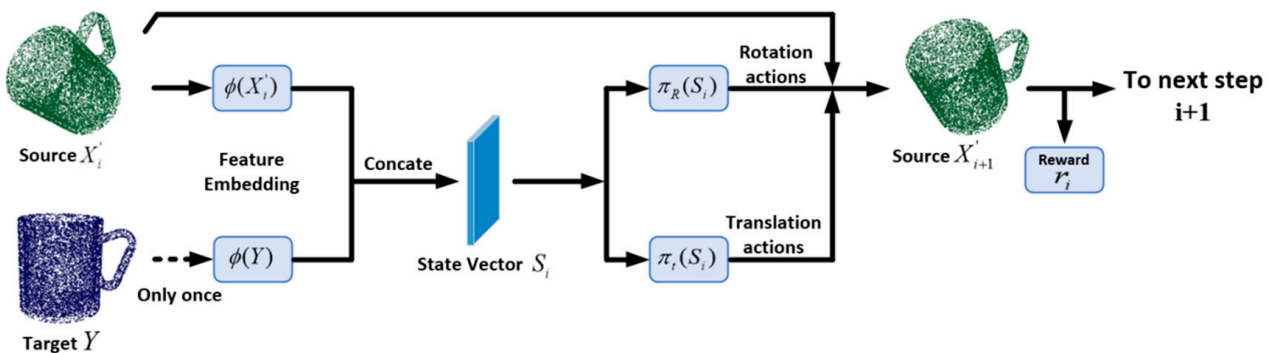 Source X'_i
Target Y
Only once
ϕ(X'_i)
Feature
Embedding
ϕ(Y)
Concate
State Vector S_i
π_R(S_i)
π_t(S_i)
Rotation
actions
Translation
actions
Source X'_{i+1}
Reward
r_i
To next step
i+1